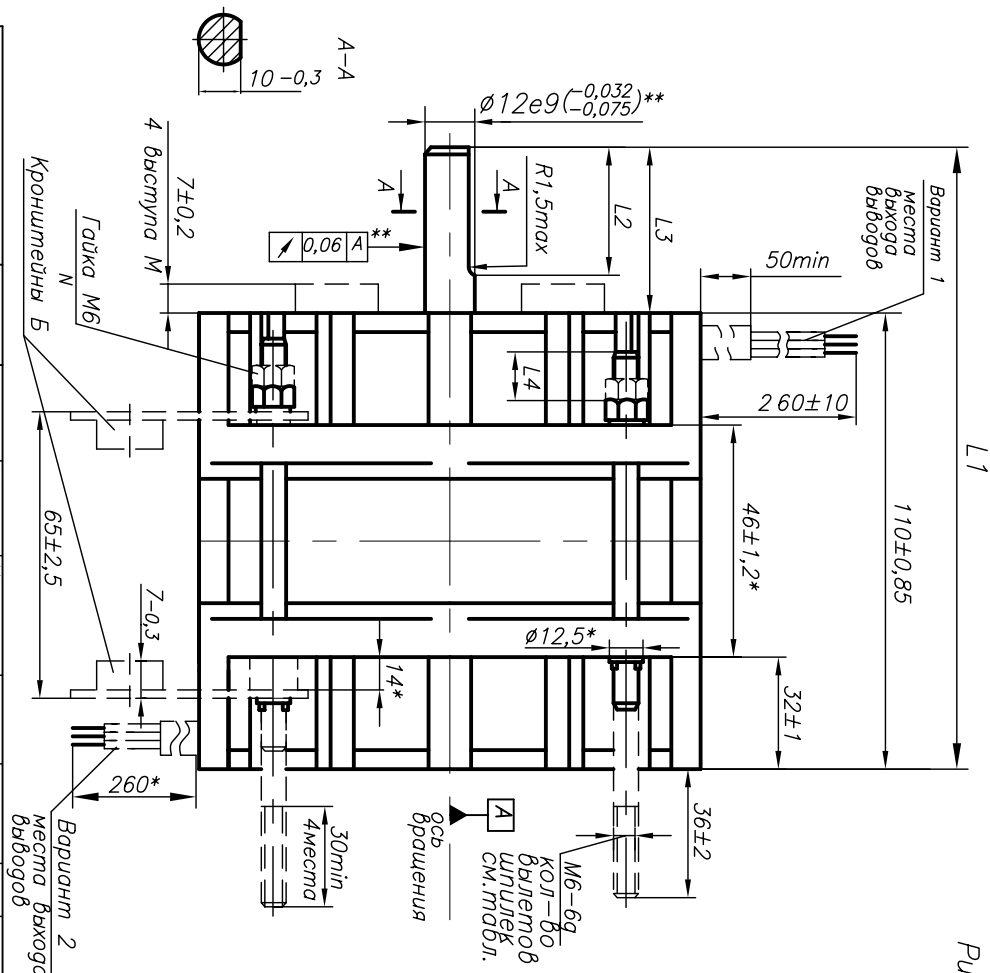 A-A
10 -0,3
⌀12e9(-0,032
-0,075)**
4 выступа М
7±0,2
A
A
R1,5max
L2
L3
L1
0,06 A **
Вариант 1
места
выхода
выводов
50min
260±10
Кронштейны Б
Гайка М6
N
L4
65±2,5
7-0,3
14*
⌀12,5*
46±1,2*
110±0,85
32±1
36±2
260*
Вариант 2
места выхода
выводов
30min
4места
ось
вращения
A
М6-6g
кол-во
вылетов
шпилек
см.табл.